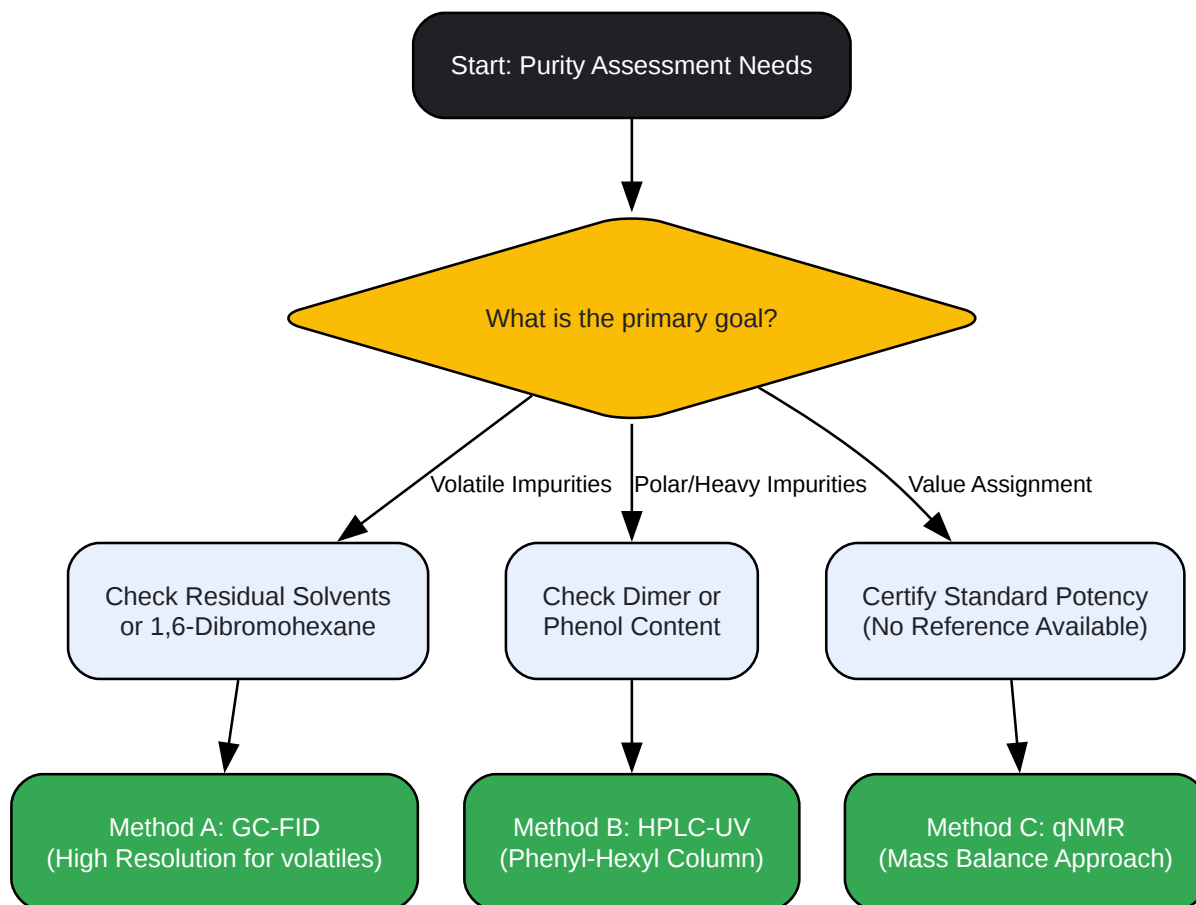 Start: Purity Assessment Needs
What is the primary goal?
Volatile Impurities
Polar/Heavy Impurities
Value Assignment
Check Residual Solvents
or 1,6-Dibromohexane
Check Dimer or
Phenol Content
Certify Standard Potency
(No Reference Available)
Method A: GC-FID
(High Resolution for volatiles)
Method B: HPLC-UV
(Phenyl-Hexyl Column)
Method C: qNMR
(Mass Balance Approach)